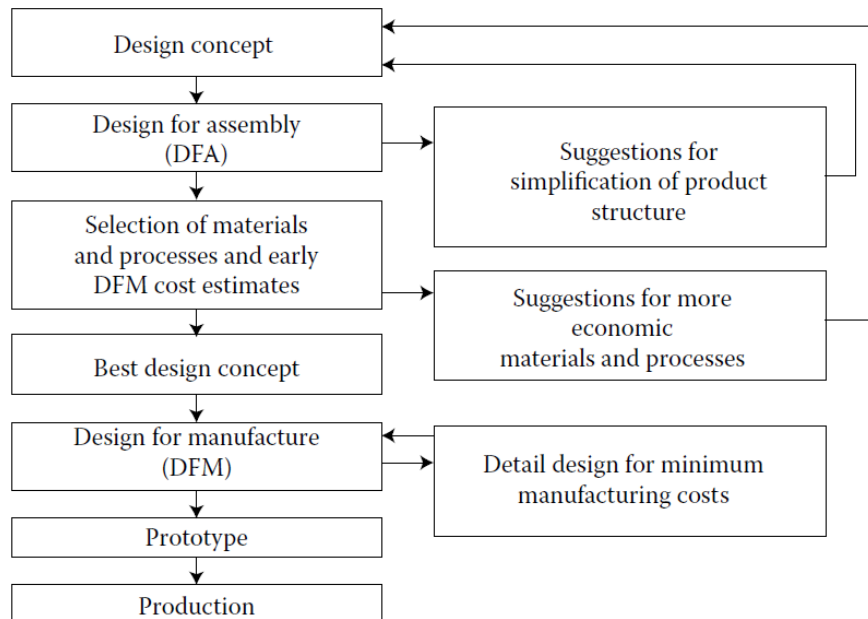 Design concept
Design for assembly
(DFA)
Suggestions for
simplification of product
structure
Selection of materials
and processes and early
DFM cost estimates
Suggestions for more
economic
materials and processes
Best design concept
Design for manufacture
(DFM)
Detail design for minimum
manufacturing costs
Prototype
Production